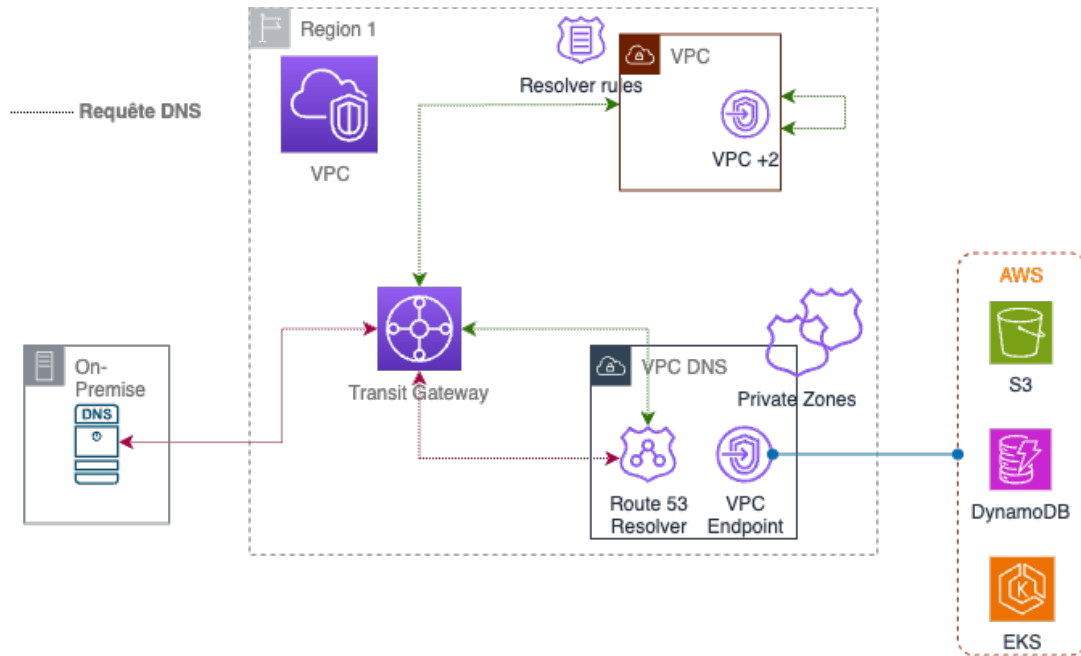 Region 1
VPC
Resolver rules
VPC
VPC +2
Requête DNS
On-
Premise
DNS
Transit Gateway
VPC DNS
Private Zones
Route 53
Resolver
VPC
Endpoint
AWS
S3
DynamoDB
K
EKS